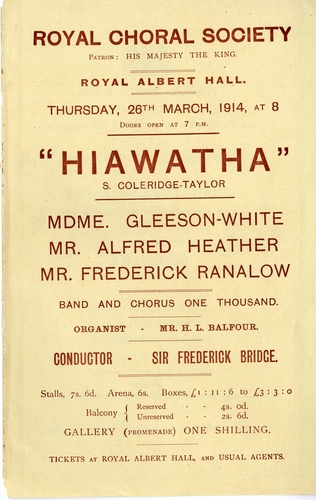 ROYAL CHORAL SOCIETY
PATRON: HIS MAJESTY THE KING.
ROYAL ALBERT HALL.
THURSDAY, 26TH MARCH, 1914, AT 8
DOORS OPEN AT 7 P.M.
"HIAWATHA"
S. COLERIDGE-TAYLOR
MDME. GLEESON-WHITE
MR. ALFRED HEATHER
MR. FREDERICK RANALOW
BAND AND CHORUS ONE THOUSAND.
ORGANIST - MR. H. L. BALFOUR.
CONDUCTOR - SIR FREDERICK BRIDGE.
Stalls, 7s. 6d. Arena, 6s. Boxes, £1 : 11 : 6 to £3 : 3 : 0
Balcony { Reserved - - 4s. 0d.
Unreserved - - 2s. 6d.
GALLERY (PROMENADE) ONE SHILLING.
TICKETS AT ROYAL ALBERT HALL, AND USUAL AGENTS.